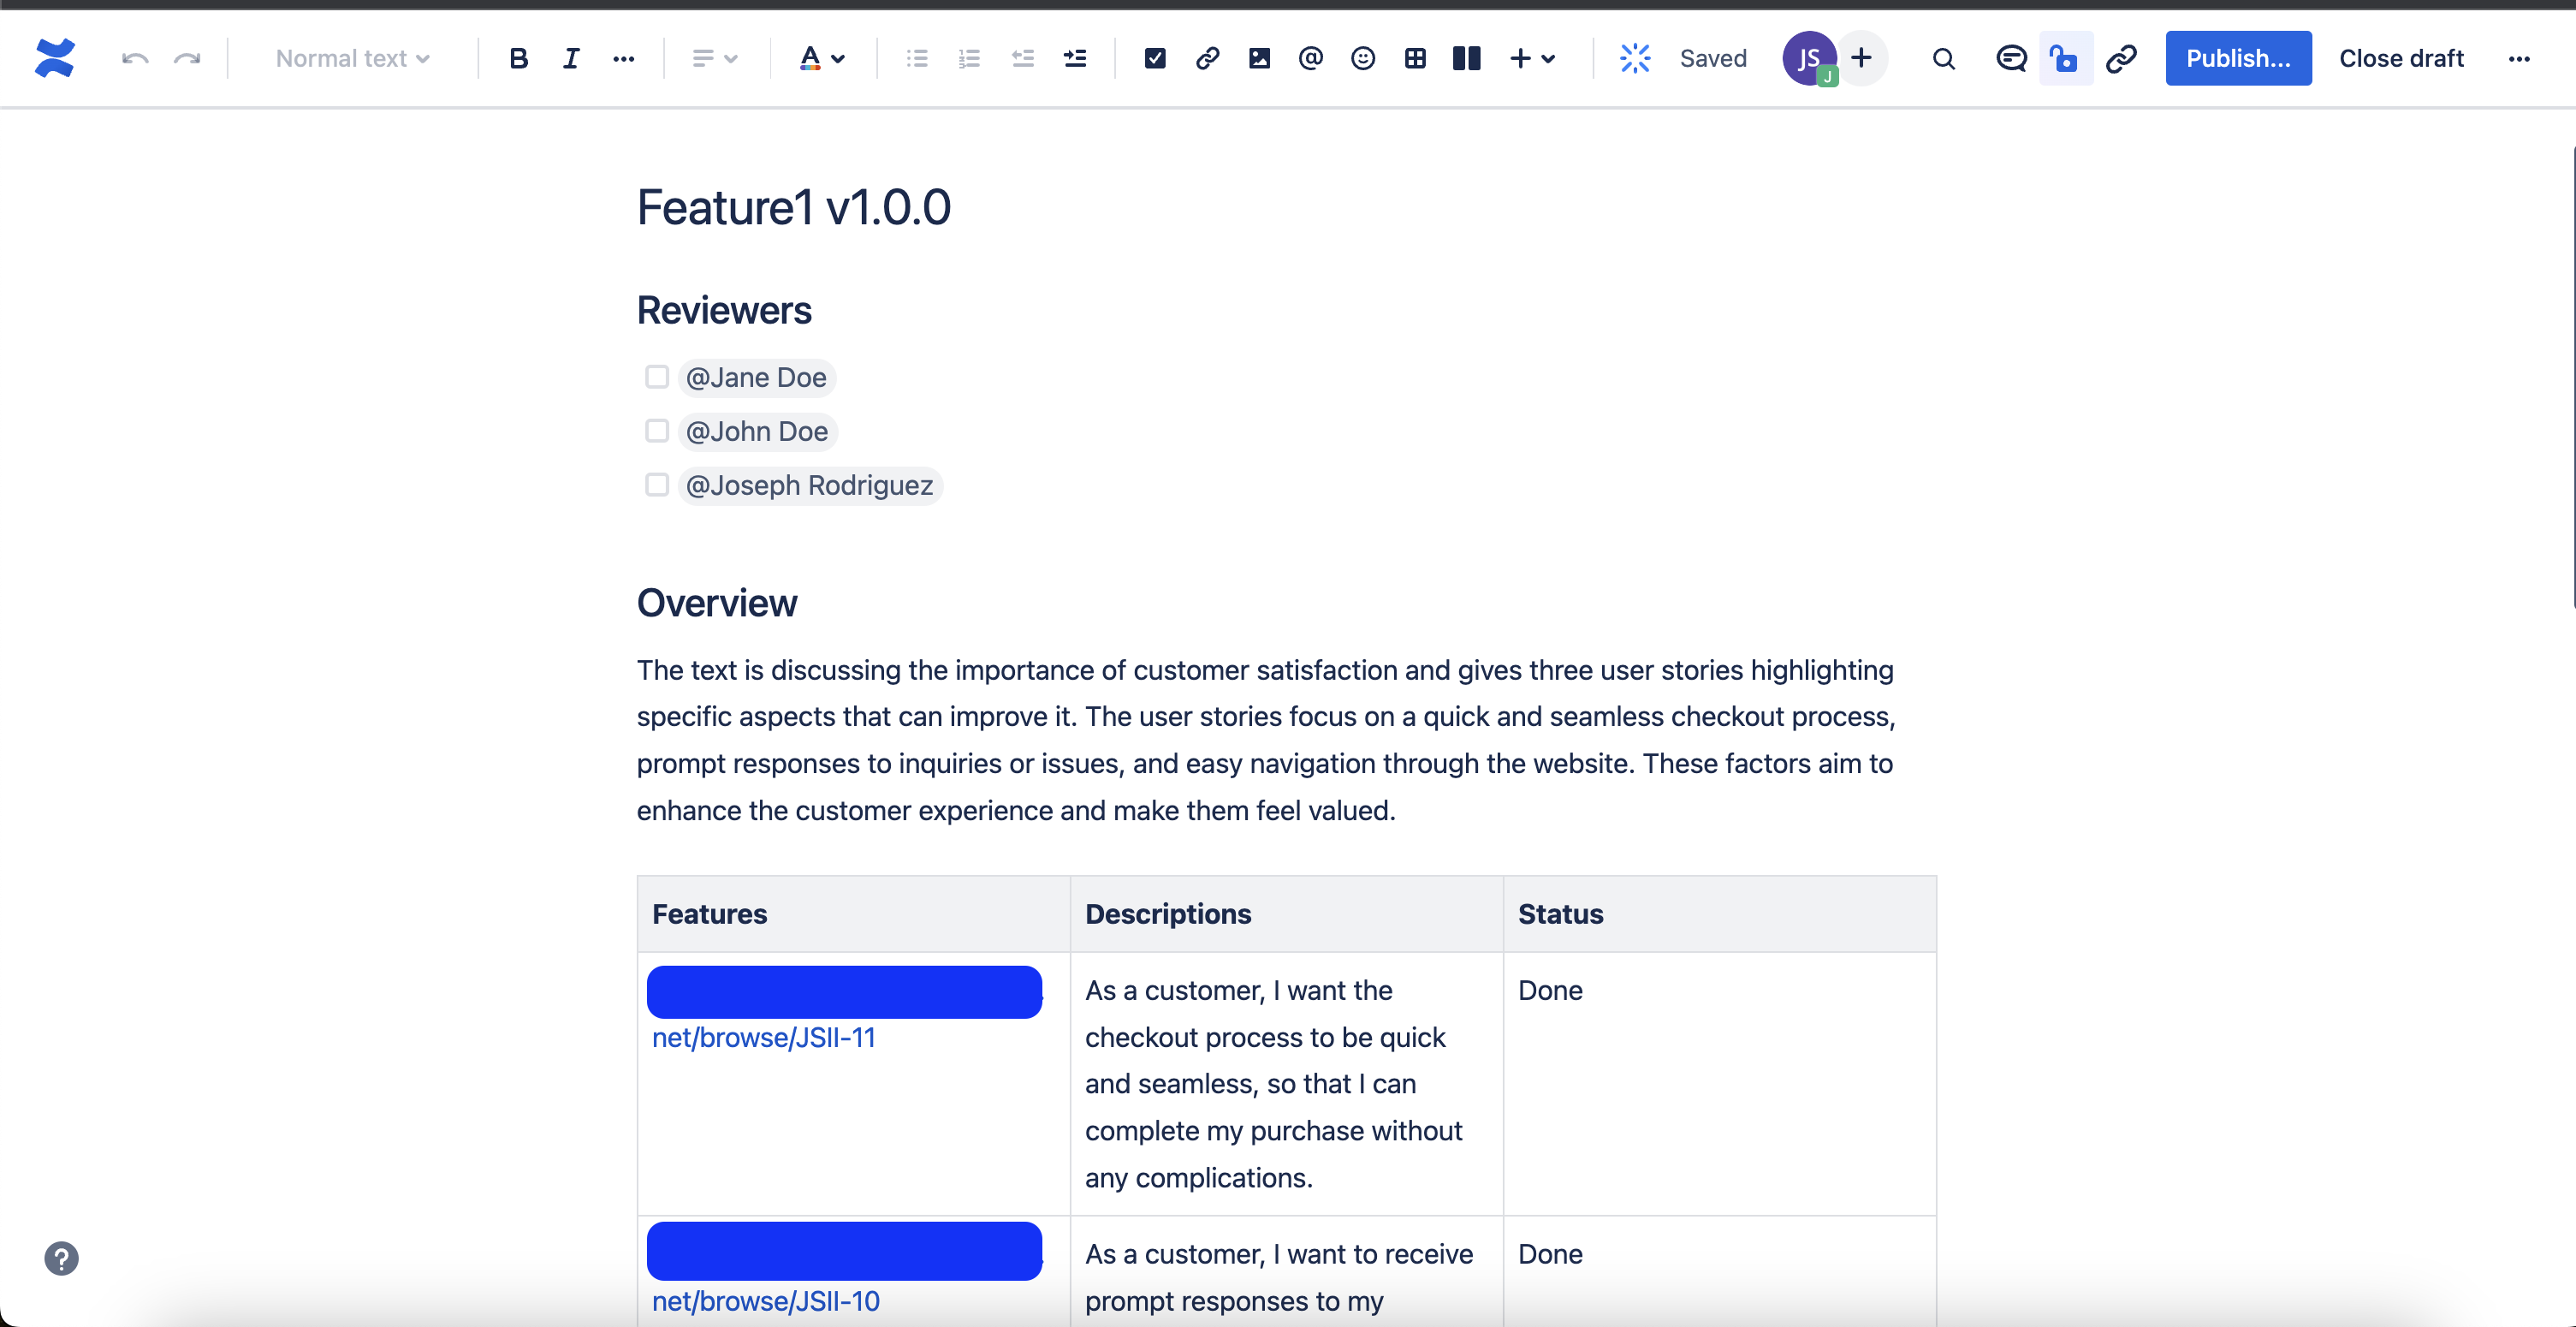 Normal text
B
I
A
Saved
JS
J
Publish...
Close draft
Feature1 v1.0.0
Reviewers
@Jane Doe
@John Doe
@Joseph Rodriguez
Overview
The text is discussing the importance of customer satisfaction and gives three user stories highlighting
specific aspects that can improve it. The user stories focus on a quick and seamless checkout process,
prompt responses to inquiries or issues, and easy navigation through the website. These factors aim to
enhance the customer experience and make them feel valued.
Features
Descriptions
Status
net/browse/JSII-11
As a customer, I want the
checkout process to be quick
and seamless, so that I can
complete my purchase without
any complications.
Done
net/browse/JSII-10
As a customer, I want to receive
prompt responses to my
Done
?